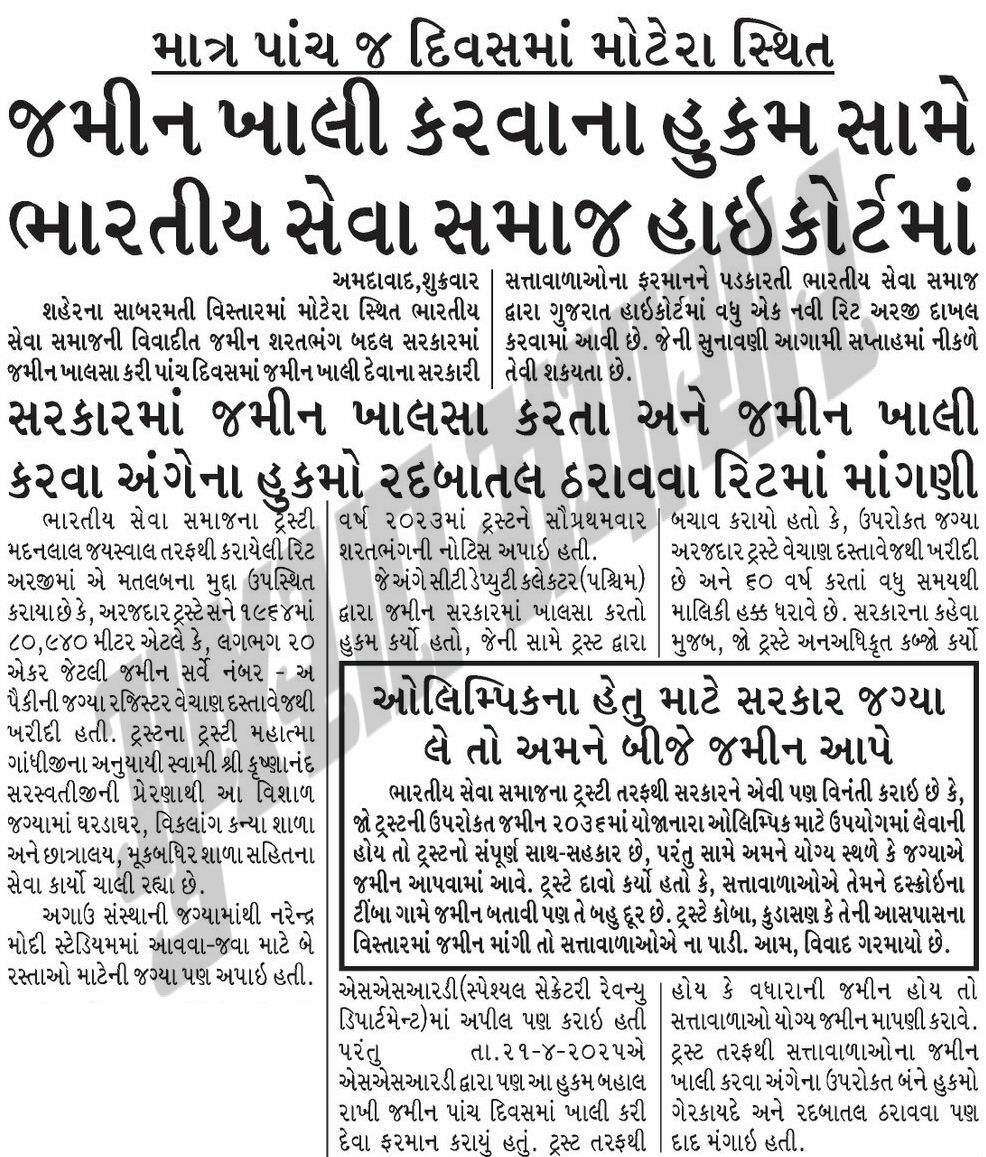 માત્ર પાંચ જ દિવસમાં મોટેરા સ્થિત
જમીન ખાલી કરવાના હુકમ સામે
ભારતીય સેવા સમાજ હાઇકોર્ટમાં
અમદાવાદ,શુક્રવાર
શહેરના સાબરમતી વિસ્તારમાં મોટેરા સ્થિત ભારતીય
સેવા સમાજની વિવાદીત જમીન શરતભંગ બદલ સરકારમાં
જમીન ખાલસા કરી પાંચ દિવસમાં જમીન ખાલી દેવાના સરકારી
સત્તાવાળાઓના ફરમાનને પડકારતી ભારતીય સેવા સમાજ
દ્વારા ગુજરાત હાઇકોર્ટમાં વધુ એક નવી રિટ અરજી દાખલ
કરવામાં આવી છે. જેની સુનાવણી આગામી સપ્તાહમાં નીકળે
તેવી શકયતા છે.
સરકારમાં જમીન ખાલસા કરતા અને જમીન ખાલી
કરવા અંગેના હુકમો રદબાતલ ઠરાવવા રિટમાં માંગણી
ભારતીય સેવા સમાજના ટ્રસ્ટી
મદનલાલ જયસ્વાલ તરફથી કરાયેલી રિટ
અરજીમાં એ મતલબના મુદ્દા ઉપસ્થિત
કરાયા છે કે, અરજદાર ટ્રસ્ટે સને ૧૯૬૪માં
૮૦,૯૪૦ મીટર એટલે કે, લગભગ ૨૦
એકર જેટલી જમીન સર્વે નંબર - અ
પૈકીની જગ્યા રજિસ્ટર વેચાણ દસ્તાવેજથી
ખરીદી હતી. ટ્રસ્ટના ટ્રસ્ટી મહાત્મા
ગાંધીજીના અનુયાયી સ્વામી શ્રી કૃષ્ણાનંદ
સરસ્વતીજીની પ્રેરણાથી આ વિશાળ
જગ્યામાં ઘરડાઘર, વિકલાંગ કન્યા શાળા
અને છાત્રાલય, મૂકબધિર શાળા સહિતના
સેવા કાર્યો ચાલી રહ્યા છે.
અગાઉ સંસ્થાની જગ્યામાંથી નરેન્દ્ર
મોદી સ્ટેડિયમમાં આવવા-જવા માટે બે
રસ્તાઓ માટેની જગ્યા પણ અપાઇ હતી.
વર્ષ ૨૦૨૩માં ટ્રસ્ટને સૌપ્રથમવાર
શરતભંગની નોટિસ અપાઇ હતી.
જે અંગે સીટી ડેપ્યુટી કલેકટર(પશ્ચિમ)
દ્વારા જમીન સરકારમાં ખાલસા કરતો
હુકમ કર્યો હતો, જેની સામે ટ્રસ્ટ દ્વારા
એસએસઆરડી(સ્પેશ્યલ સેક્રેટરી રેવન્યુ
ડિપાર્ટમેન્ટ)માં અપીલ પણ કરાઇ હતી
પરંતુ તા.૨૧-૪-૨૦૨૫એ
એસએસઆરડી દ્વારા પણ આ હુકમ બહાલ
રાખી જમીન પાંચ દિવસમાં ખાલી કરી
દેવા ફરમાન કરાયું હતું. ટ્રસ્ટ તરફથી
બચાવ કરાયો હતો કે, ઉપરોકત જગ્યા
અરજદાર ટ્રસ્ટે વેચાણ દસ્તાવેજથી ખરીદી
છે અને ૬૦ વર્ષ કરતાં વધુ સમયથી
માલિકી હક્ક ધરાવે છે. સરકારના કહેવા
મુજબ, જો ટ્રસ્ટે અનઅધિકૃત કબ્જો કર્યો
હોય કે વધારાની જમીન હોય તો
સત્તાવાળાઓ યોગ્ય જમીન માપણી કરાવે.
ટ્રસ્ટ તરફથી સત્તાવાળાઓના જમીન
ખાલી કરવા અંગેના ઉપરોકત બંને હુકમો
ગેરકાયદે અને રદબાતલ ઠરાવવા પણ
દાદ મંગાઇ હતી.
ઓલિમ્પિકના હેતુ માટે સરકાર જગ્યા
લે તો અમને બીજે જમીન આપે
ભારતીય સેવા સમાજના ટ્રસ્ટી તરફથી સરકારને એવી પણ વિનંતી કરાઇ છે કે,
જો ટ્રસ્ટની ઉપરોકત જમીન ૨૦૩૬માં યોજાનારા ઓલિમ્પિક માટે ઉપયોગમાં લેવાની
હોય તો ટ્રસ્ટનો સંપૂર્ણ સાથ-સહકાર છે, પરંતુ સામે અમને યોગ્ય સ્થળે કે જગ્યાએ
જમીન આપવામાં આવે. ટ્રસ્ટે દાવો કર્યો હતો કે, સત્તાવાળાઓએ તેમને દસ્ક્રોઇના
ટીંબા ગામે જમીન બતાવી પણ તે બહુ દૂર છે. ટ્રસ્ટે કોબા, કુડાસણ કે તેની આસપાસના
વિસ્તારમાં જમીન માંગી તો સત્તાવાળાઓએ ના પાડી. આમ, વિવાદ ગરમાયો છે.
ગુજરાત સમાચાર